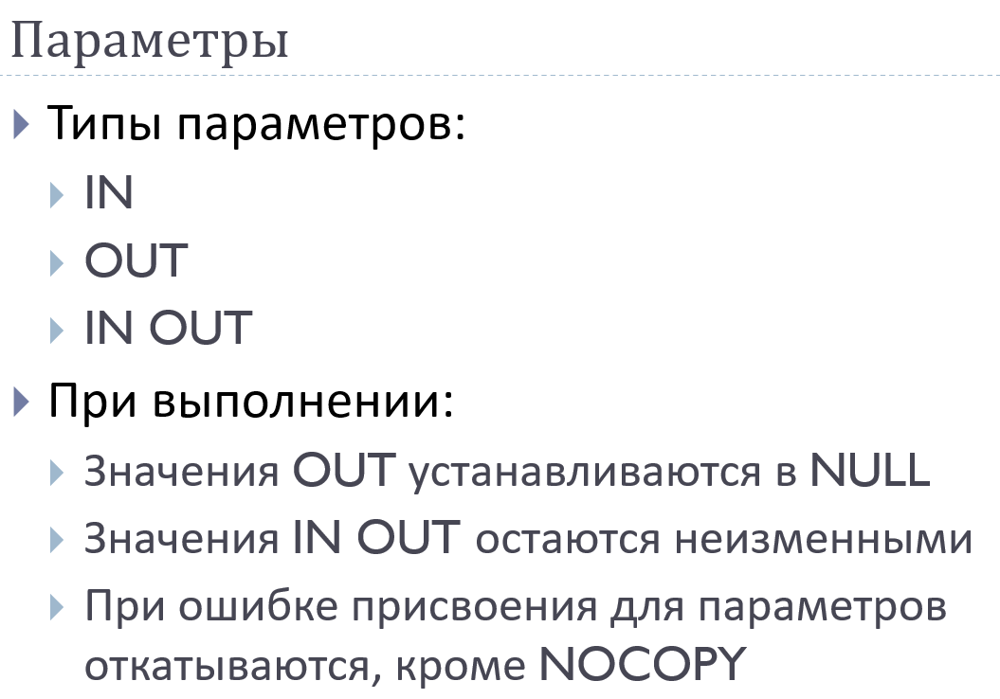 Параметры
Типы параметров:
IN
OUT
IN OUT
При выполнении:
Значения OUT устанавливаются в NULL
Значения IN OUT остаются неизменными
При ошибке присвоения для параметров
откатываются, кроме NOCOPY